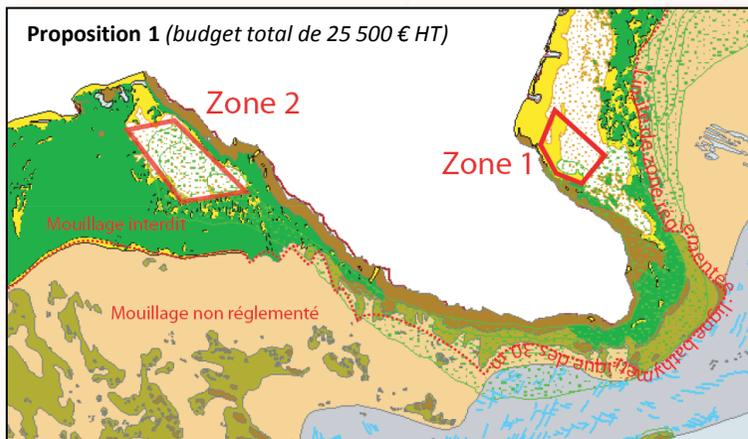 Proposition 1 (budget total de 25 500 € HT)
Zone 2
Zone 1
Mouillage interdit
Mouillage non réglementé
Limite de zone réglementée : ligne bathymétrique des 30 m